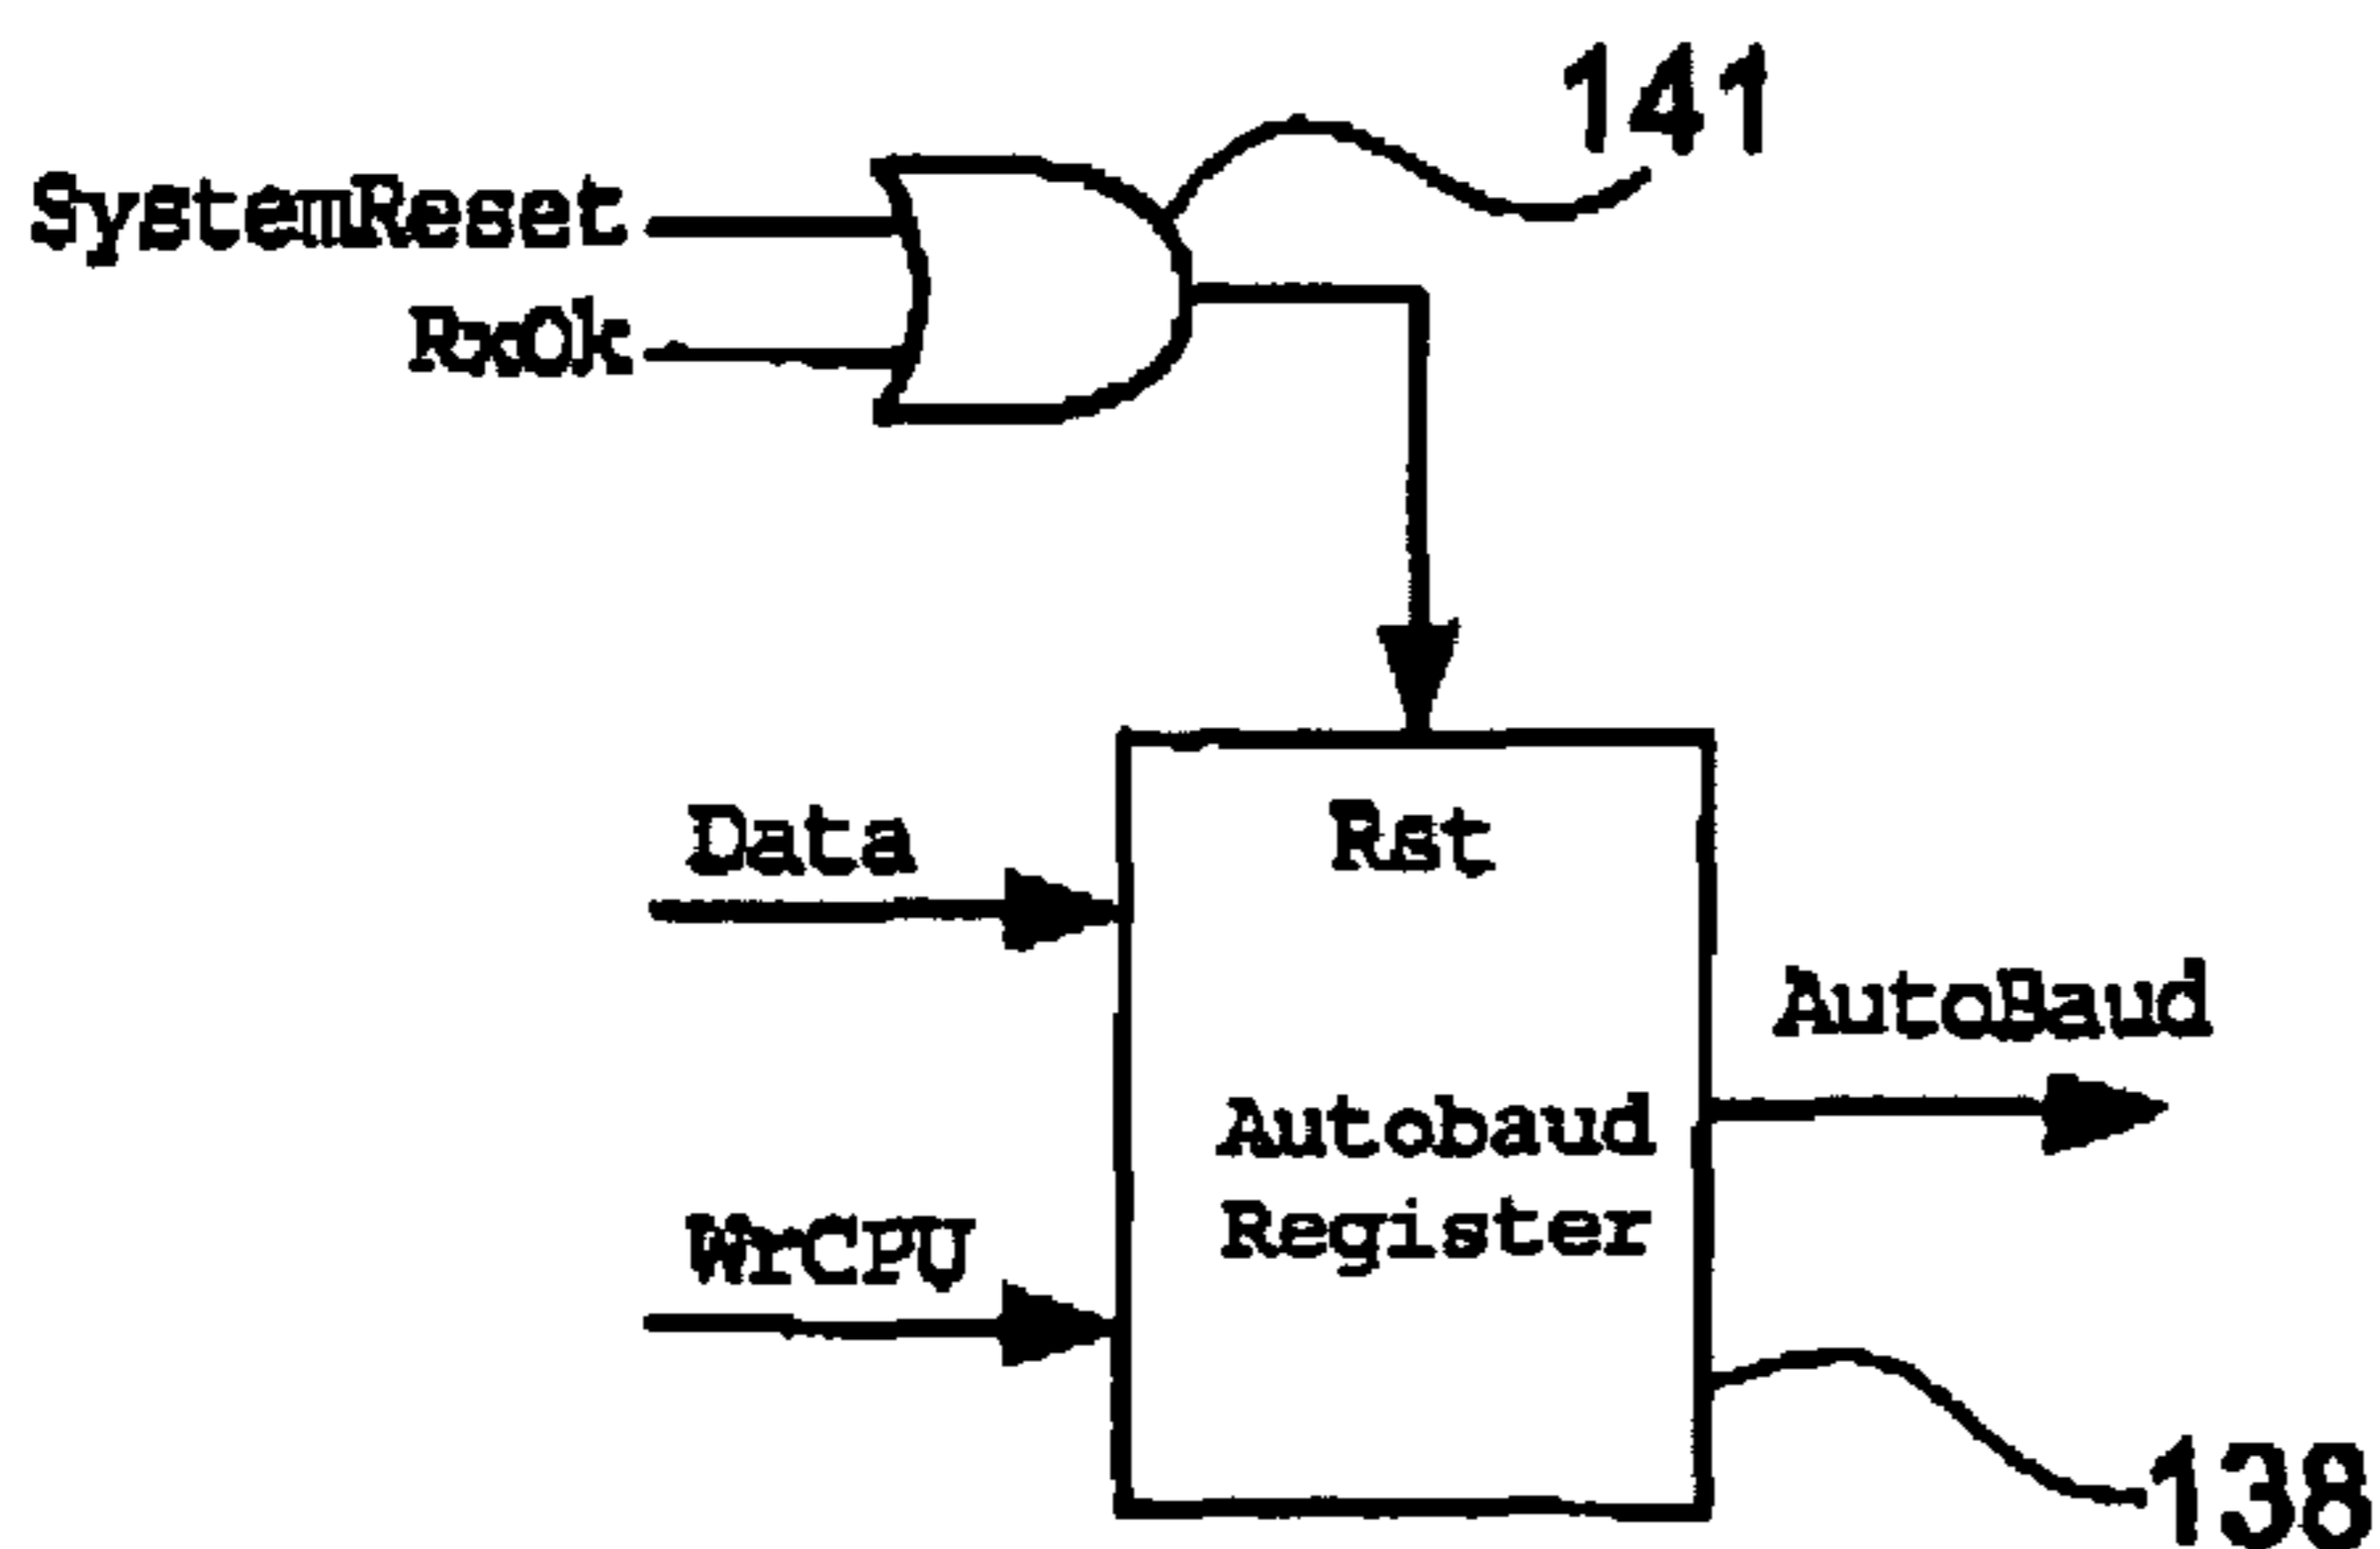 141
SystemReset
RxOk
Data
Rst
AutoBaud
Autobaud
Register
WrCPU
138